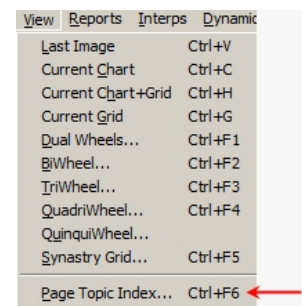 View Reports Interps Dynamic
Last Image Ctrl+V
Current Chart Ctrl+C
Current Chart+Grid Ctrl+H
Current Grid Ctrl+G
Dual Wheels... Ctrl+F1
BiWheel... Ctrl+F2
TriWheel... Ctrl+F3
QuadriWheel... Ctrl+F4
QuinquiWheel...
Synastry Grid... Ctrl+F5
Page Topic Index... Ctrl+F6